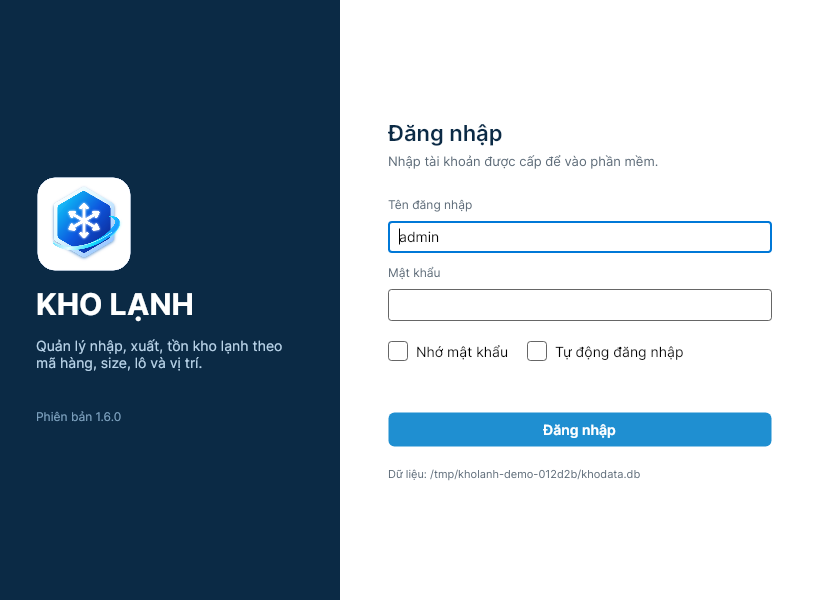 KHO LẠNH
Quản lý nhập, xuất, tồn kho lạnh theo
mã hàng, size, lô và vị trí.
Phiên bản 1.6.0
Đăng nhập
Nhập tài khoản được cấp để vào phần mềm.
Tên đăng nhập
admin
Mật khẩu
Nhớ mật khẩu
Tự động đăng nhập
Đăng nhập
Dữ liệu: /tmp/kholanh-demo-012d2b/khodata.db